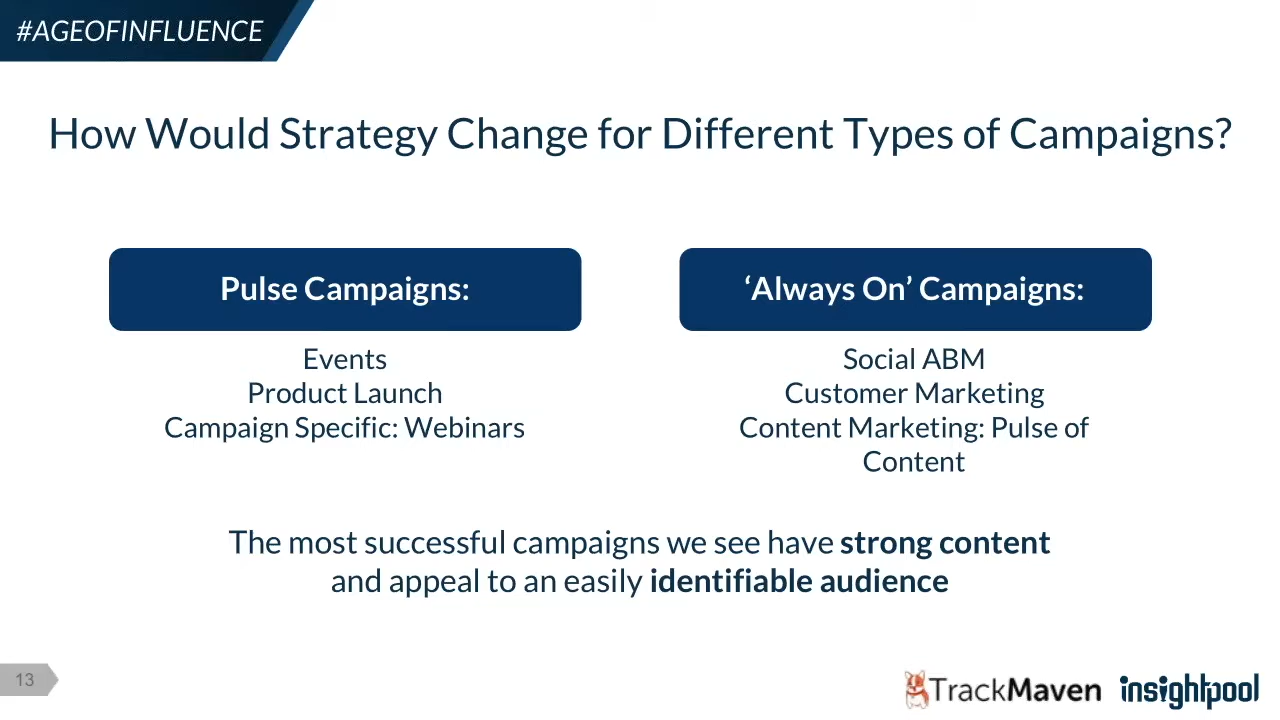 #AGEOFINFLUENCE
How Would Strategy Change for Different Types of Campaigns?
Pulse Campaigns:
Events
Product Launch
Campaign Specific: Webinars
‘Always On’ Campaigns:
Social ABM
Customer Marketing
Content Marketing: Pulse of
Content
The most successful campaigns we see have strong content
and appeal to an easily identifiable audience
13
TrackMaven
insightpool